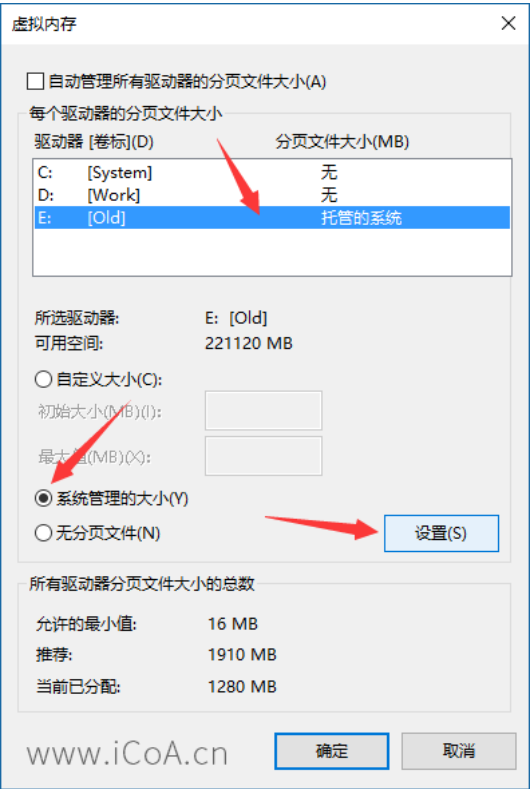 虚拟内存
自动管理所有驱动器的分页文件大小(A)
每个驱动器的分页文件大小
驱动器 [卷标](D) 分页文件大小(MB)
C: [System] 无
D: [Work] 无
E: [Old] 托管的系统
所选驱动器: E: [Old]
可用空间: 221120 MB
自定义大小(C):
初始大小(MB)(I):
最大值(MB)(X):
系统管理的大小(Y)
无分页文件(N)
设置(S)
所有驱动器分页文件大小的总数
允许的最小值: 16 MB
推荐: 1910 MB
当前已分配: 1280 MB
www.iCoA.cn
确定 取消